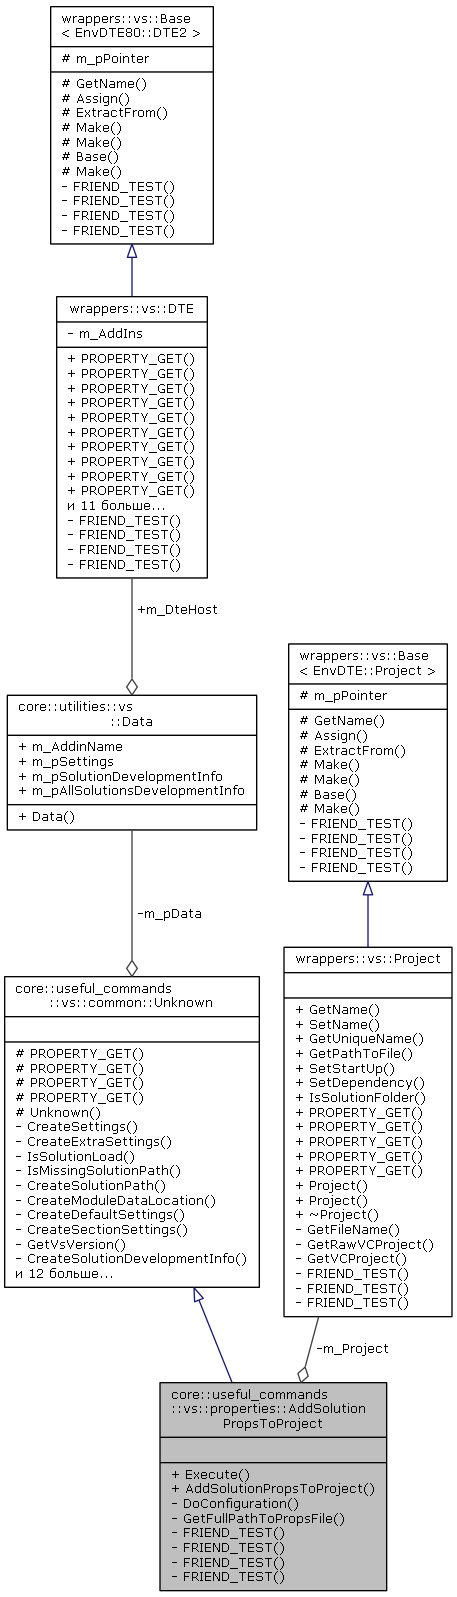 wrappers::vs::Base
< EnvDTE80::DTE2 >
# m_pPointer
# GetName()
# Assign()
# ExtractFrom()
# Make()
# Make()
# Base()
# Make()
- FRIEND_TEST()
- FRIEND_TEST()
- FRIEND_TEST()
- FRIEND_TEST()
wrappers::vs::DTE
- m_AddIns
+ PROPERTY_GET()
+ PROPERTY_GET()
+ PROPERTY_GET()
+ PROPERTY_GET()
+ PROPERTY_GET()
+ PROPERTY_GET()
+ PROPERTY_GET()
+ PROPERTY_GET()
+ PROPERTY_GET()
+ PROPERTY_GET()
и 11 больше...
- FRIEND_TEST()
- FRIEND_TEST()
- FRIEND_TEST()
- FRIEND_TEST()
+m_DteHost
core::utilities::vs
::Data
+ m_AddinName
+ m_pSettings
+ m_pSolutionDevelopmentInfo
+ m_pAllSolutionsDevelopmentInfo
+ Data()
-m_pData
core::useful_commands
::vs::common::Unknown
# PROPERTY_GET()
# PROPERTY_GET()
# PROPERTY_GET()
# PROPERTY_GET()
# Unknown()
- CreateSettings()
- CreateExtraSettings()
- IsSolutionLoad()
- IsMissingSolutionPath()
- CreateSolutionPath()
- CreateModuleDataLocation()
- CreateDefaultSettings()
- CreateSectionSettings()
- GetVsVersion()
- CreateSolutionDevelopmentInfo()
и 12 больше...
wrappers::vs::Base
< EnvDTE::Project >
# m_pPointer
# GetName()
# Assign()
# ExtractFrom()
# Make()
# Make()
# Base()
# Make()
- FRIEND_TEST()
- FRIEND_TEST()
- FRIEND_TEST()
- FRIEND_TEST()
wrappers::vs::Project
+ GetName()
+ SetName()
+ GetUniqueName()
+ GetPathToFile()
+ SetStartUp()
+ SetDependency()
+ IsSolutionFolder()
+ PROPERTY_GET()
+ PROPERTY_GET()
+ PROPERTY_GET()
+ PROPERTY_GET()
+ PROPERTY_GET()
+ Project()
+ Project()
+ ~Project()
- GetFileName()
- GetRawVCProject()
- GetVCProject()
- FRIEND_TEST()
- FRIEND_TEST()
- FRIEND_TEST()
-m_Project
core::useful_commands
::vs::properties::AddSolution
PropsToProject
+ Execute()
+ AddSolutionPropsToProject()
- DoConfiguration()
- GetFullPathToPropsFile()
- FRIEND_TEST()
- FRIEND_TEST()
- FRIEND_TEST()
- FRIEND_TEST()